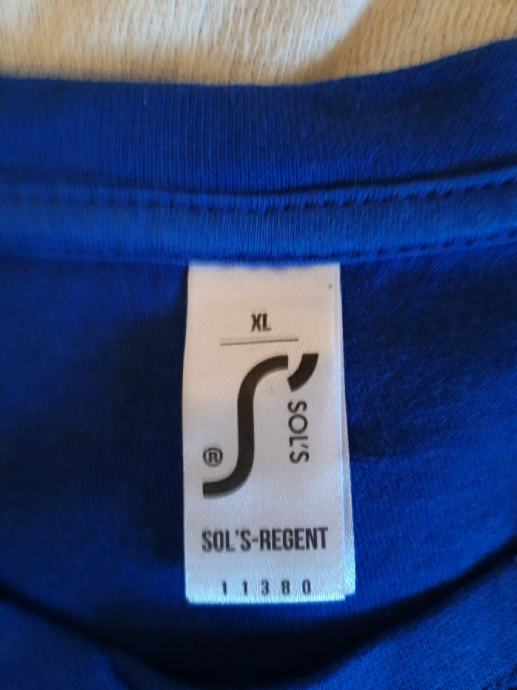 XL
SOL'S
®
SOL'S-REGENT
11380